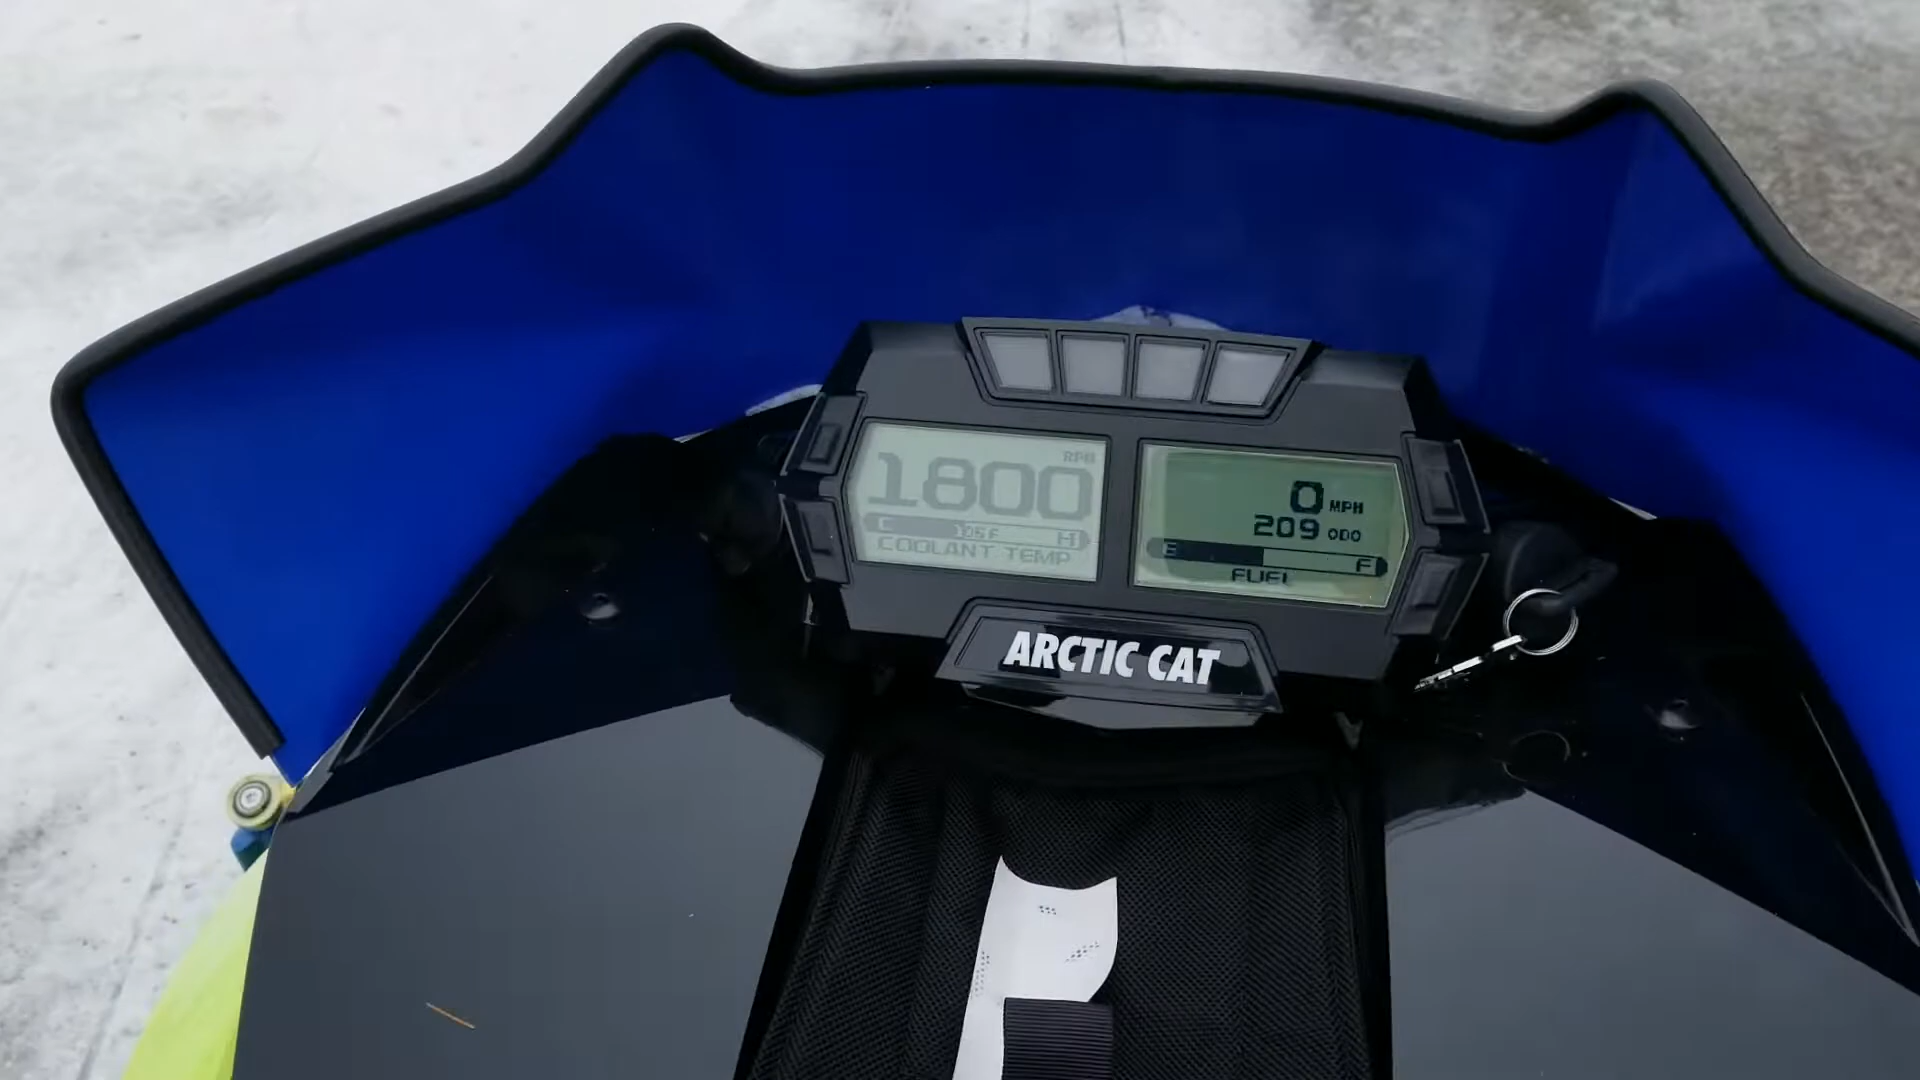 RPM
1800
C 105F H
COOLANT TEMP
0 MPH
209 ODO
E F
FUEL
ARCTIC CAT